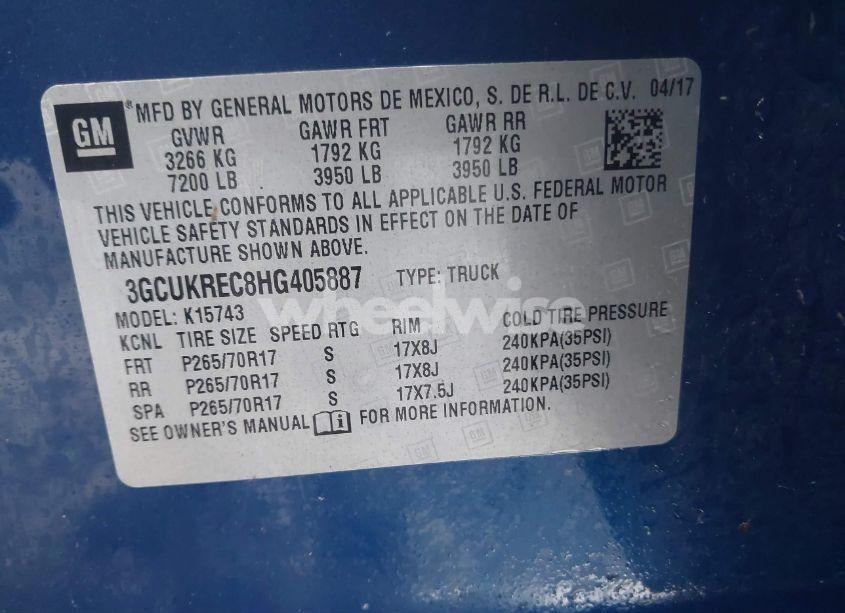 GM ® MFD BY GENERAL MOTORS DE MEXICO, S. DE R.L. DE C.V. 04/17
GVWR GAWR FRT GAWR RR
3266 KG 1792 KG 1792 KG
7200 LB 3950 LB 3950 LB
THIS VEHICLE CONFORMS TO ALL APPLICABLE U.S. FEDERAL MOTOR
VEHICLE SAFETY STANDARDS IN EFFECT ON THE DATE OF
MANUFACTURE SHOWN ABOVE.
3GCUKREC8HG405887 TYPE: TRUCK
wheelwise
MODEL: K15743
KCNL TIRE SIZE SPEED RTG RIM COLD TIRE PRESSURE
FRT P265/70R17 S 17X8J 240KPA(35PSI)
RR P265/70R17 S 17X8J 240KPA(35PSI)
SPA P265/70R17 S 17X7.5J 240KPA(35PSI)
SEE OWNER'S MANUAL i FOR MORE INFORMATION.